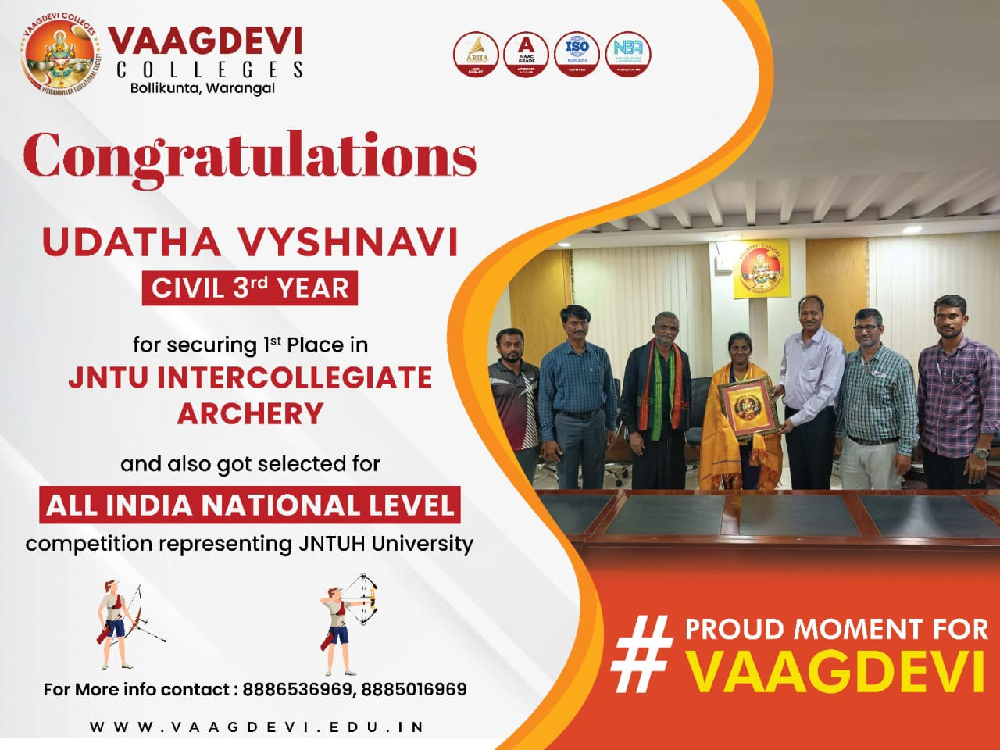 VAAGDEVI COLLEGES
VISHAMBHARA EDUCATIONAL SOCIETY
VAAGDEVI
COLLEGES
Bollikunta, Warangal
ARIIA
A
NAAC
GRADE
ISO
9001:2015
CERTIFIED
NBA
Congratulations
UDATHA VYSHNAVI
CIVIL 3rd YEAR
for securing 1st Place in
JNTU INTERCOLLEGIATE
ARCHERY
and also got selected for
ALL INDIA NATIONAL LEVEL
competition representing JNTUH University
For More info contact : 8886536969, 8885016969
WWW.VAAGDEVI.EDU.IN
VAAGDEVI COLLEGES
# PROUD MOMENT FOR
VAAGDEVI